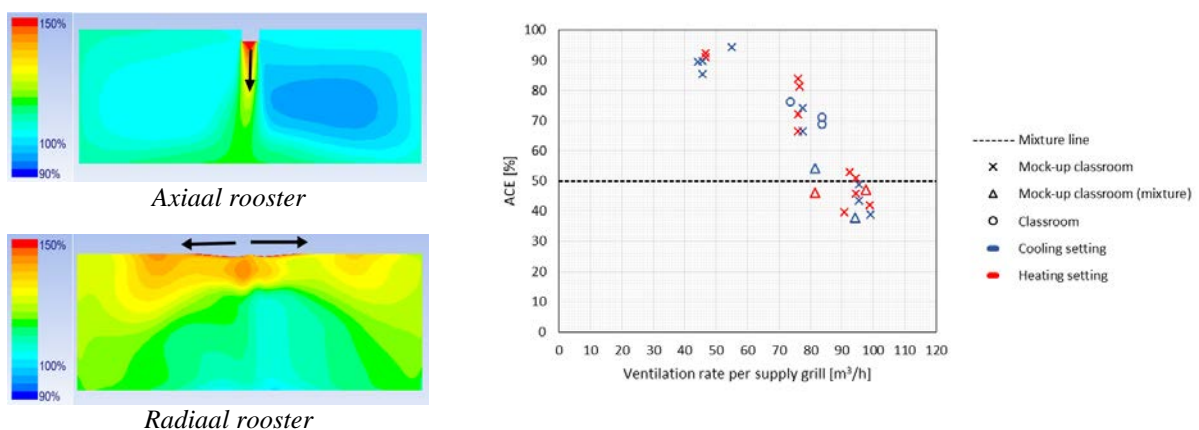 150%
100%
90%
Axiaal rooster
150%
100%
90%
Radiaal rooster
ACE [%]
100
90
80
70
60
50
40
30
20
10
0
0 10 20 30 40 50 60 70 80 90 100 110 120
Ventilation rate per supply grill [m³/h]
Mixture line
Mock-up classroom
Mock-up classroom (mixture)
Classroom
Cooling setting
Heating setting